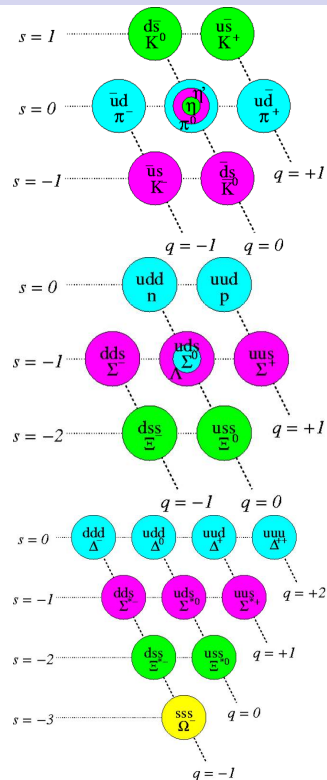 s = 1
ds̄
K⁰
us̄
K⁺
s = 0
ūd
π⁻
η'
η
π⁰
ud̄
π⁺
s = −1
ūs
K⁻
d̄s
K̄⁰
q = +1
q = −1
q = 0
s = 0
udd
n
uud
p
s = −1
dds
Σ⁻
uds
Σ⁰
Λ
uus
Σ⁺
s = −2
dss
Ξ⁻
uss
Ξ⁰
q = +1
q = −1
q = 0
s = 0
ddd
Δ⁻
udd
Δ⁰
uud
Δ⁺
uuu
Δ⁺⁺
q = +2
s = −1
dds
Σ*⁻
uds
Σ*⁰
uus
Σ*⁺
q = +1
s = −2
dss
Ξ*⁻
uss
Ξ*⁰
q = 0
s = −3
sss
Ω⁻
q = −1